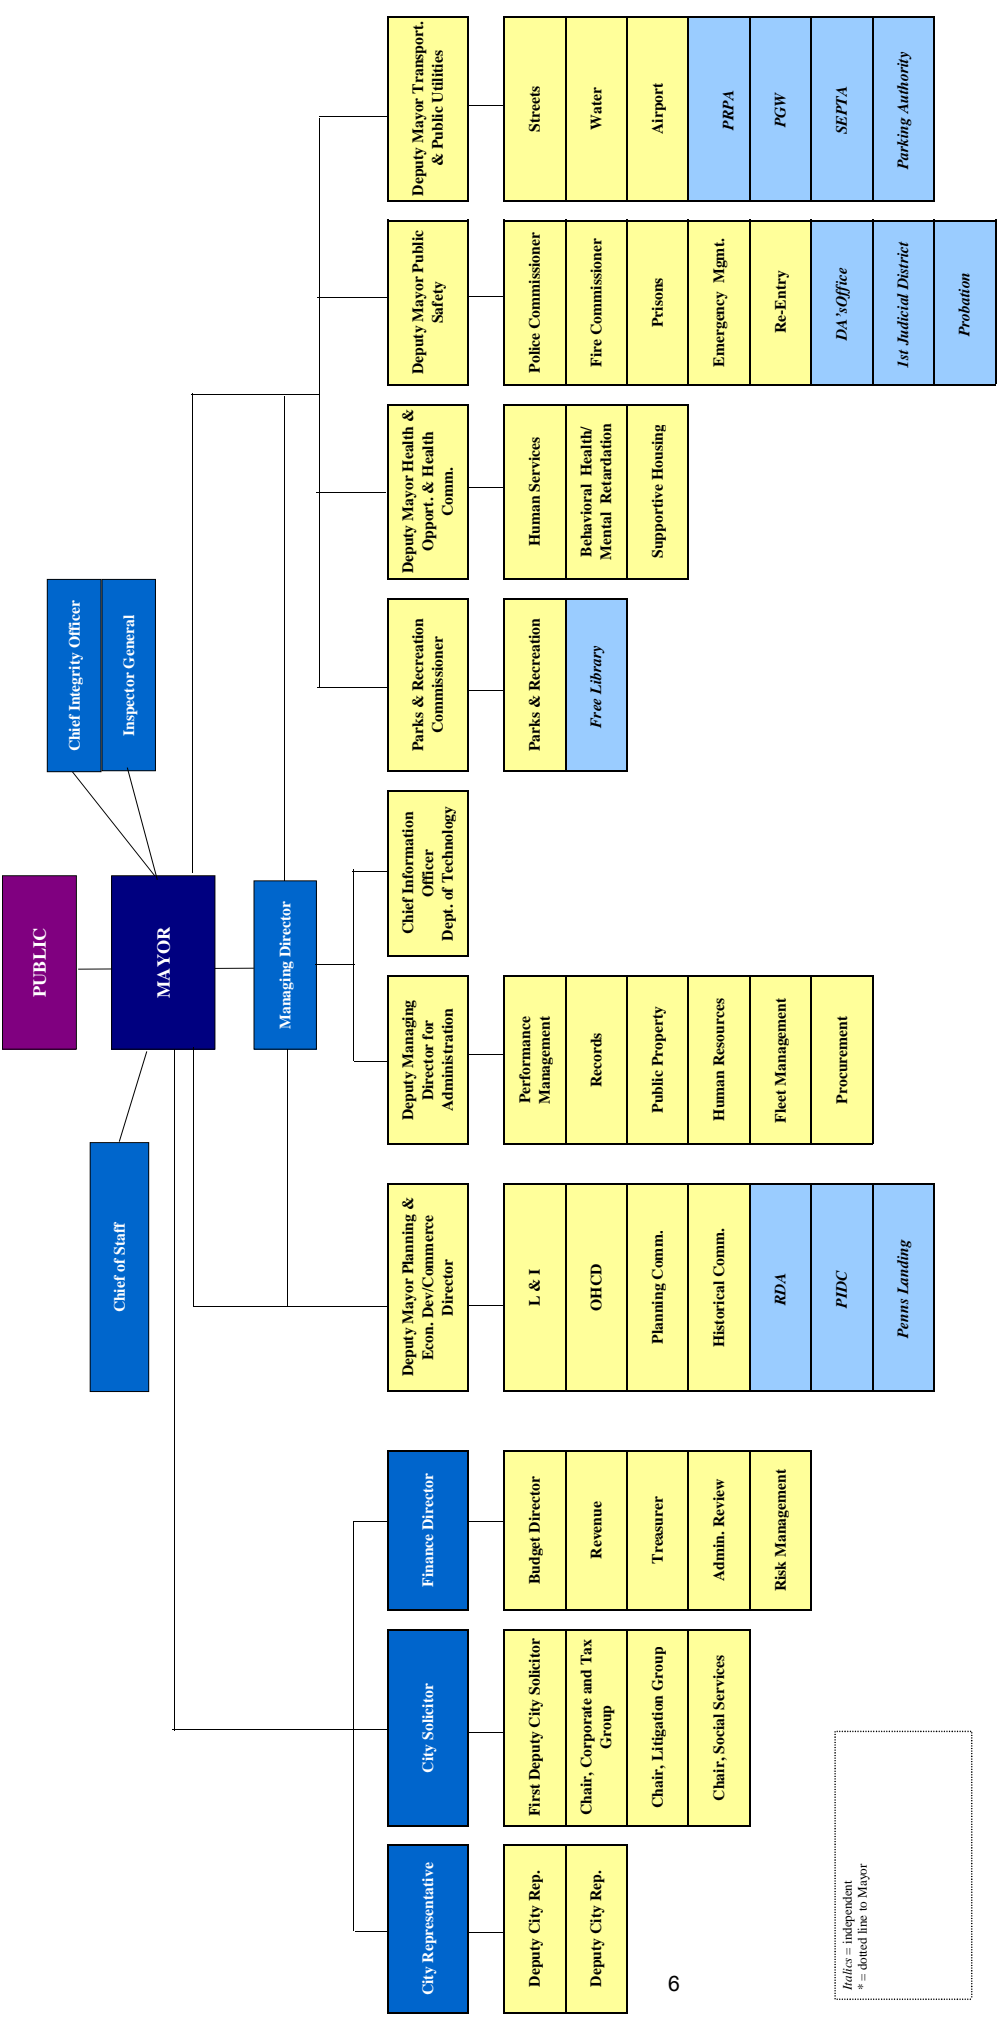 PUBLIC
MAYOR
Chief of Staff
Chief Integrity Officer
Inspector General
Managing Director
City Representative
Deputy City Rep.
Deputy City Rep.
City Solicitor
First Deputy City Solicitor
Chair, Corporate and Tax
Group
Chair, Litigation Group
Chair, Social Services
Finance Director
Budget Director
Revenue
Treasurer
Admin. Review
Risk Management
Deputy Mayor Planning &
Econ. Dev/Commerce
Director
L & I
OHCD
Planning Comm.
Historical Comm.
RDA
PIDC
Penns Landing
Deputy Managing
Director for
Administration
Performance
Management
Records
Public Property
Human Resources
Fleet Management
Procurement
Chief Information
Officer
Dept. of Technology
Parks & Recreation
Commissioner
Parks & Recreation
Free Library
Deputy Mayor Health &
Opport. & Health
Comm.
Human Services
Behavioral Health/
Mental Retardation
Supportive Housing
Deputy Mayor Public
Safety
Police Commissioner
Fire Commissioner
Prisons
Emergency Mgmt.
Re-Entry
DA'sOffice
1st Judicial District
Probation
Deputy Mayor Transport.
& Public Utilities
Streets
Water
Airport
PRPA
PGW
SEPTA
Parking Authority
Italics = independent
* = dotted line to Mayor
6